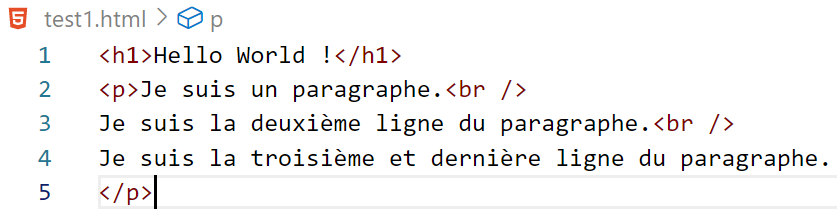 test1.html > p
1 <h1>Hello World !</h1>
2 <p>Je suis un paragraphe.<br />
3 Je suis la deuxième ligne du paragraphe.<br />
4 Je suis la troisième et dernière ligne du paragraphe.
5 </p>